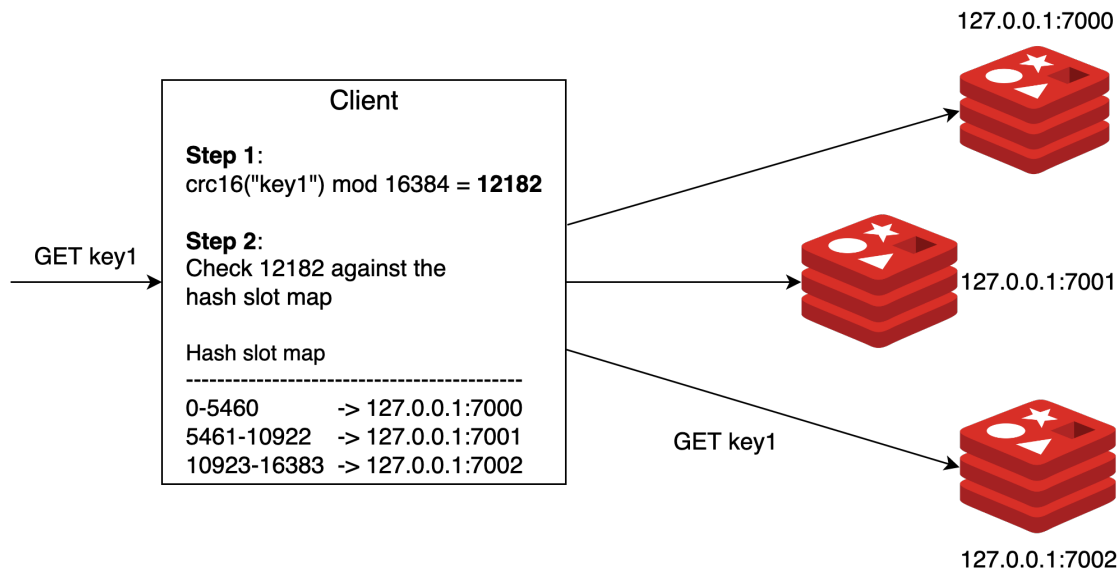 127.0.0.1:7000
Client
Step 1:
crc16("key1") mod 16384 = 12182
GET key1
Step 2:
Check 12182 against the
hash slot map
127.0.0.1:7001
Hash slot map
-------------------------------------------
0-5460 -> 127.0.0.1:7000
5461-10922 -> 127.0.0.1:7001
10923-16383 -> 127.0.0.1:7002
GET key1
127.0.0.1:7002